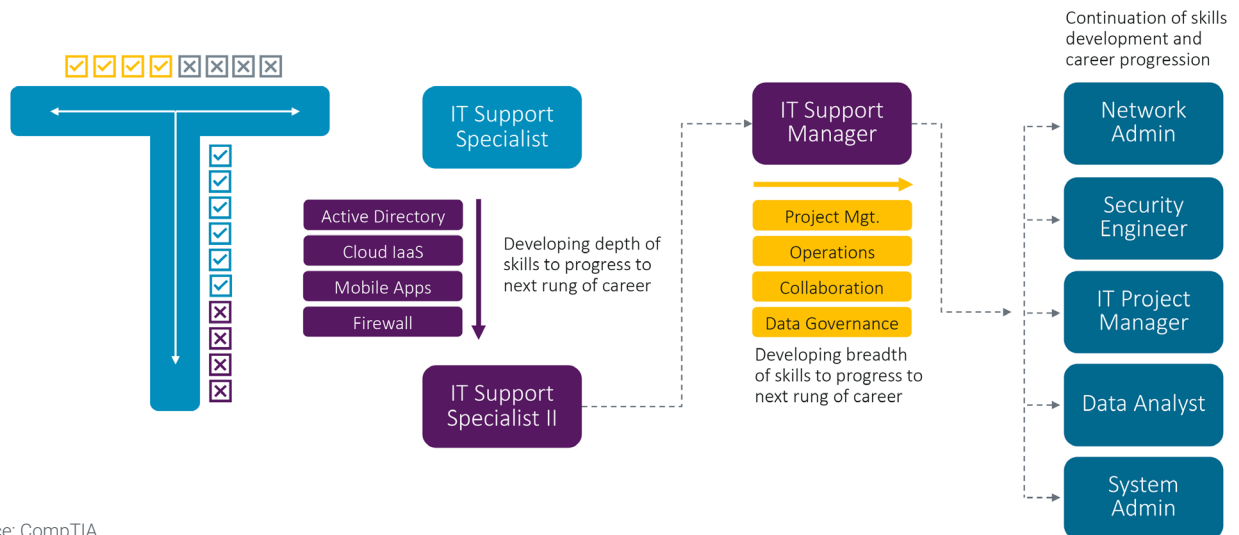 Continuation of skills
development and
career progression
IT Support
Specialist
Active Directory
Cloud IaaS
Mobile Apps
Firewall
Developing depth of
skills to progress to
next rung of career
IT Support
Specialist II
IT Support
Manager
Project Mgt.
Operations
Collaboration
Data Governance
Developing breadth
of skills to progress to
next rung of career
Network
Admin
Security
Engineer
IT Project
Manager
Data Analyst
System
Admin
CompTIA